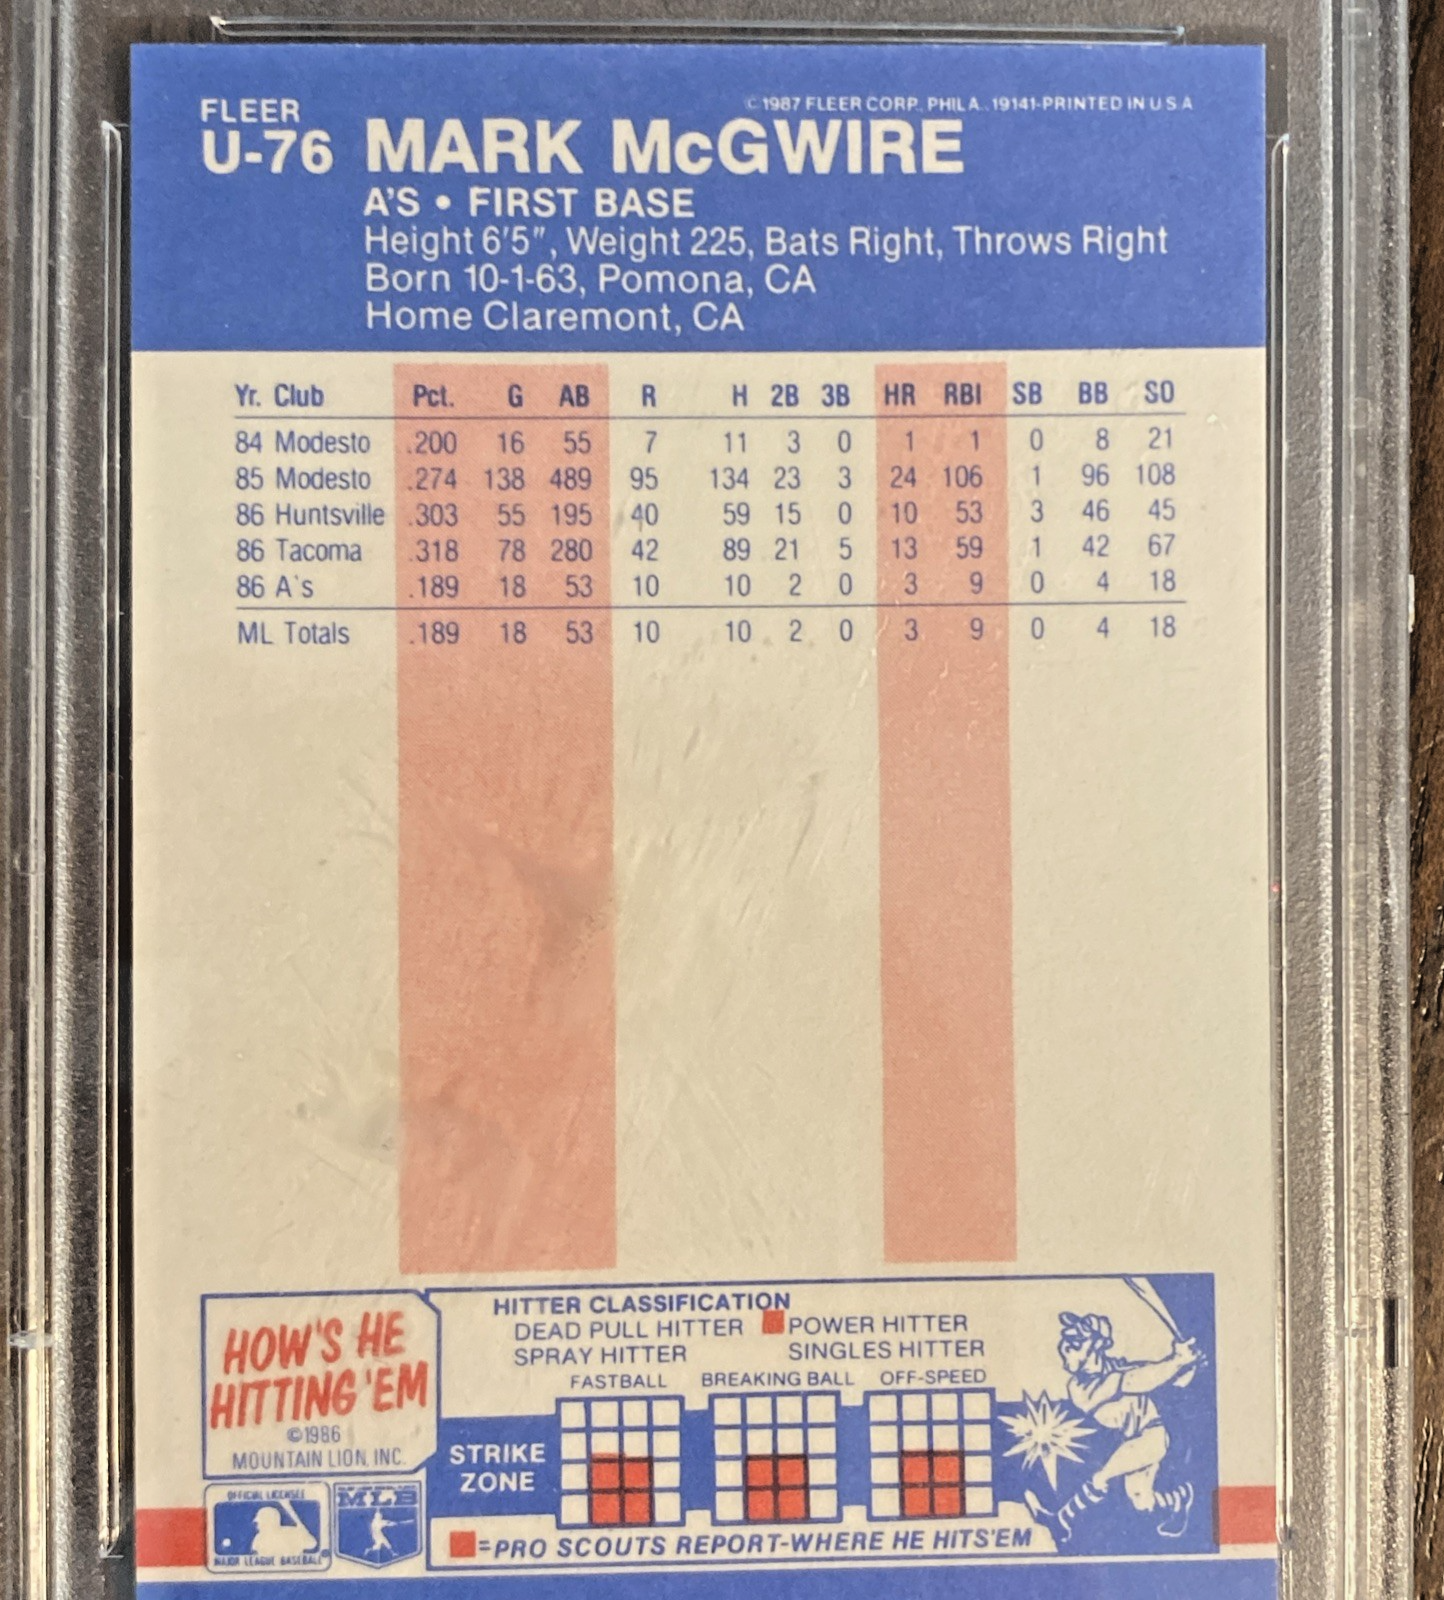 FLEER
© 1987 FLEER CORP., PHILA., 19141-PRINTED IN U S A
U-76 MARK McGWIRE
A'S • FIRST BASE
Height 6'5", Weight 225, Bats Right, Throws Right
Born 10-1-63, Pomona, CA
Home Claremont, CA
Yr. Club Pct. G AB R H 2B 3B HR RBI SB BB SO
84 Modesto .200 16 55 7 11 3 0 1 1 0 8 21
85 Modesto .274 138 489 95 134 23 3 24 106 1 96 108
86 Huntsville .303 55 195 40 59 15 0 10 53 3 46 45
86 Tacoma .318 78 280 42 89 21 5 13 59 1 42 67
86 A's .189 18 53 10 10 2 0 3 9 0 4 18
ML Totals .189 18 53 10 10 2 0 3 9 0 4 18
HOW'S HE
HITTING 'EM
©1986
MOUNTAIN LION, INC.
HITTER CLASSIFICATION
DEAD PULL HITTER POWER HITTER
SPRAY HITTER SINGLES HITTER
FASTBALL BREAKING BALL OFF-SPEED
STRIKE
ZONE
=PRO SCOUTS REPORT-WHERE HE HITS 'EM
OFFICIAL LICENSEE
MAJOR LEAGUE BASEBALL
MLB